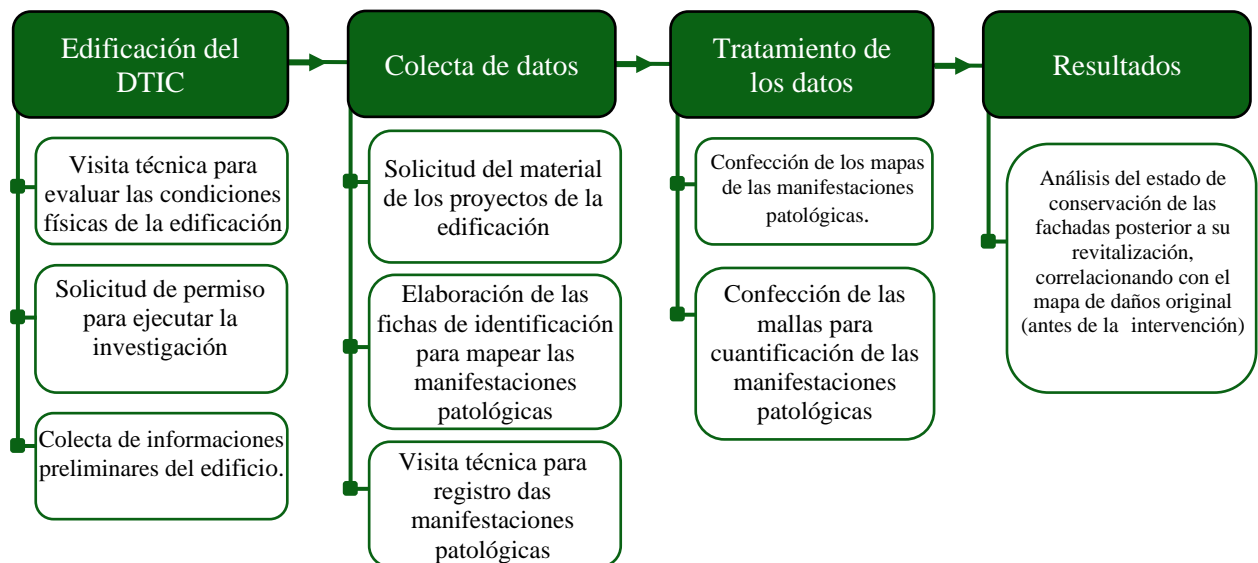 Edificación del
DTIC
Visita técnica para
evaluar las condiciones
físicas de la edificación
Solicitud de permiso
para ejecutar la
investigación
Colecta de informaciones
preliminares del edificio.
Colecta de datos
Solicitud del material
de los proyectos de la
edificación
Elaboración de las
fichas de identificación
para mapear las
manifestaciones
patológicas
Visita técnica para
registro das
manifestaciones
patológicas
Tratamiento de
los datos
Confección de los mapas
de las manifestaciones
patológicas.
Confección de las
mallas para
cuantificación de las
manifestaciones
patológicas
Resultados
Análisis del estado de
conservación de las
fachadas posterior a su
revitalización,
correlacionando con el
mapa de daños original
(antes de la intervención)